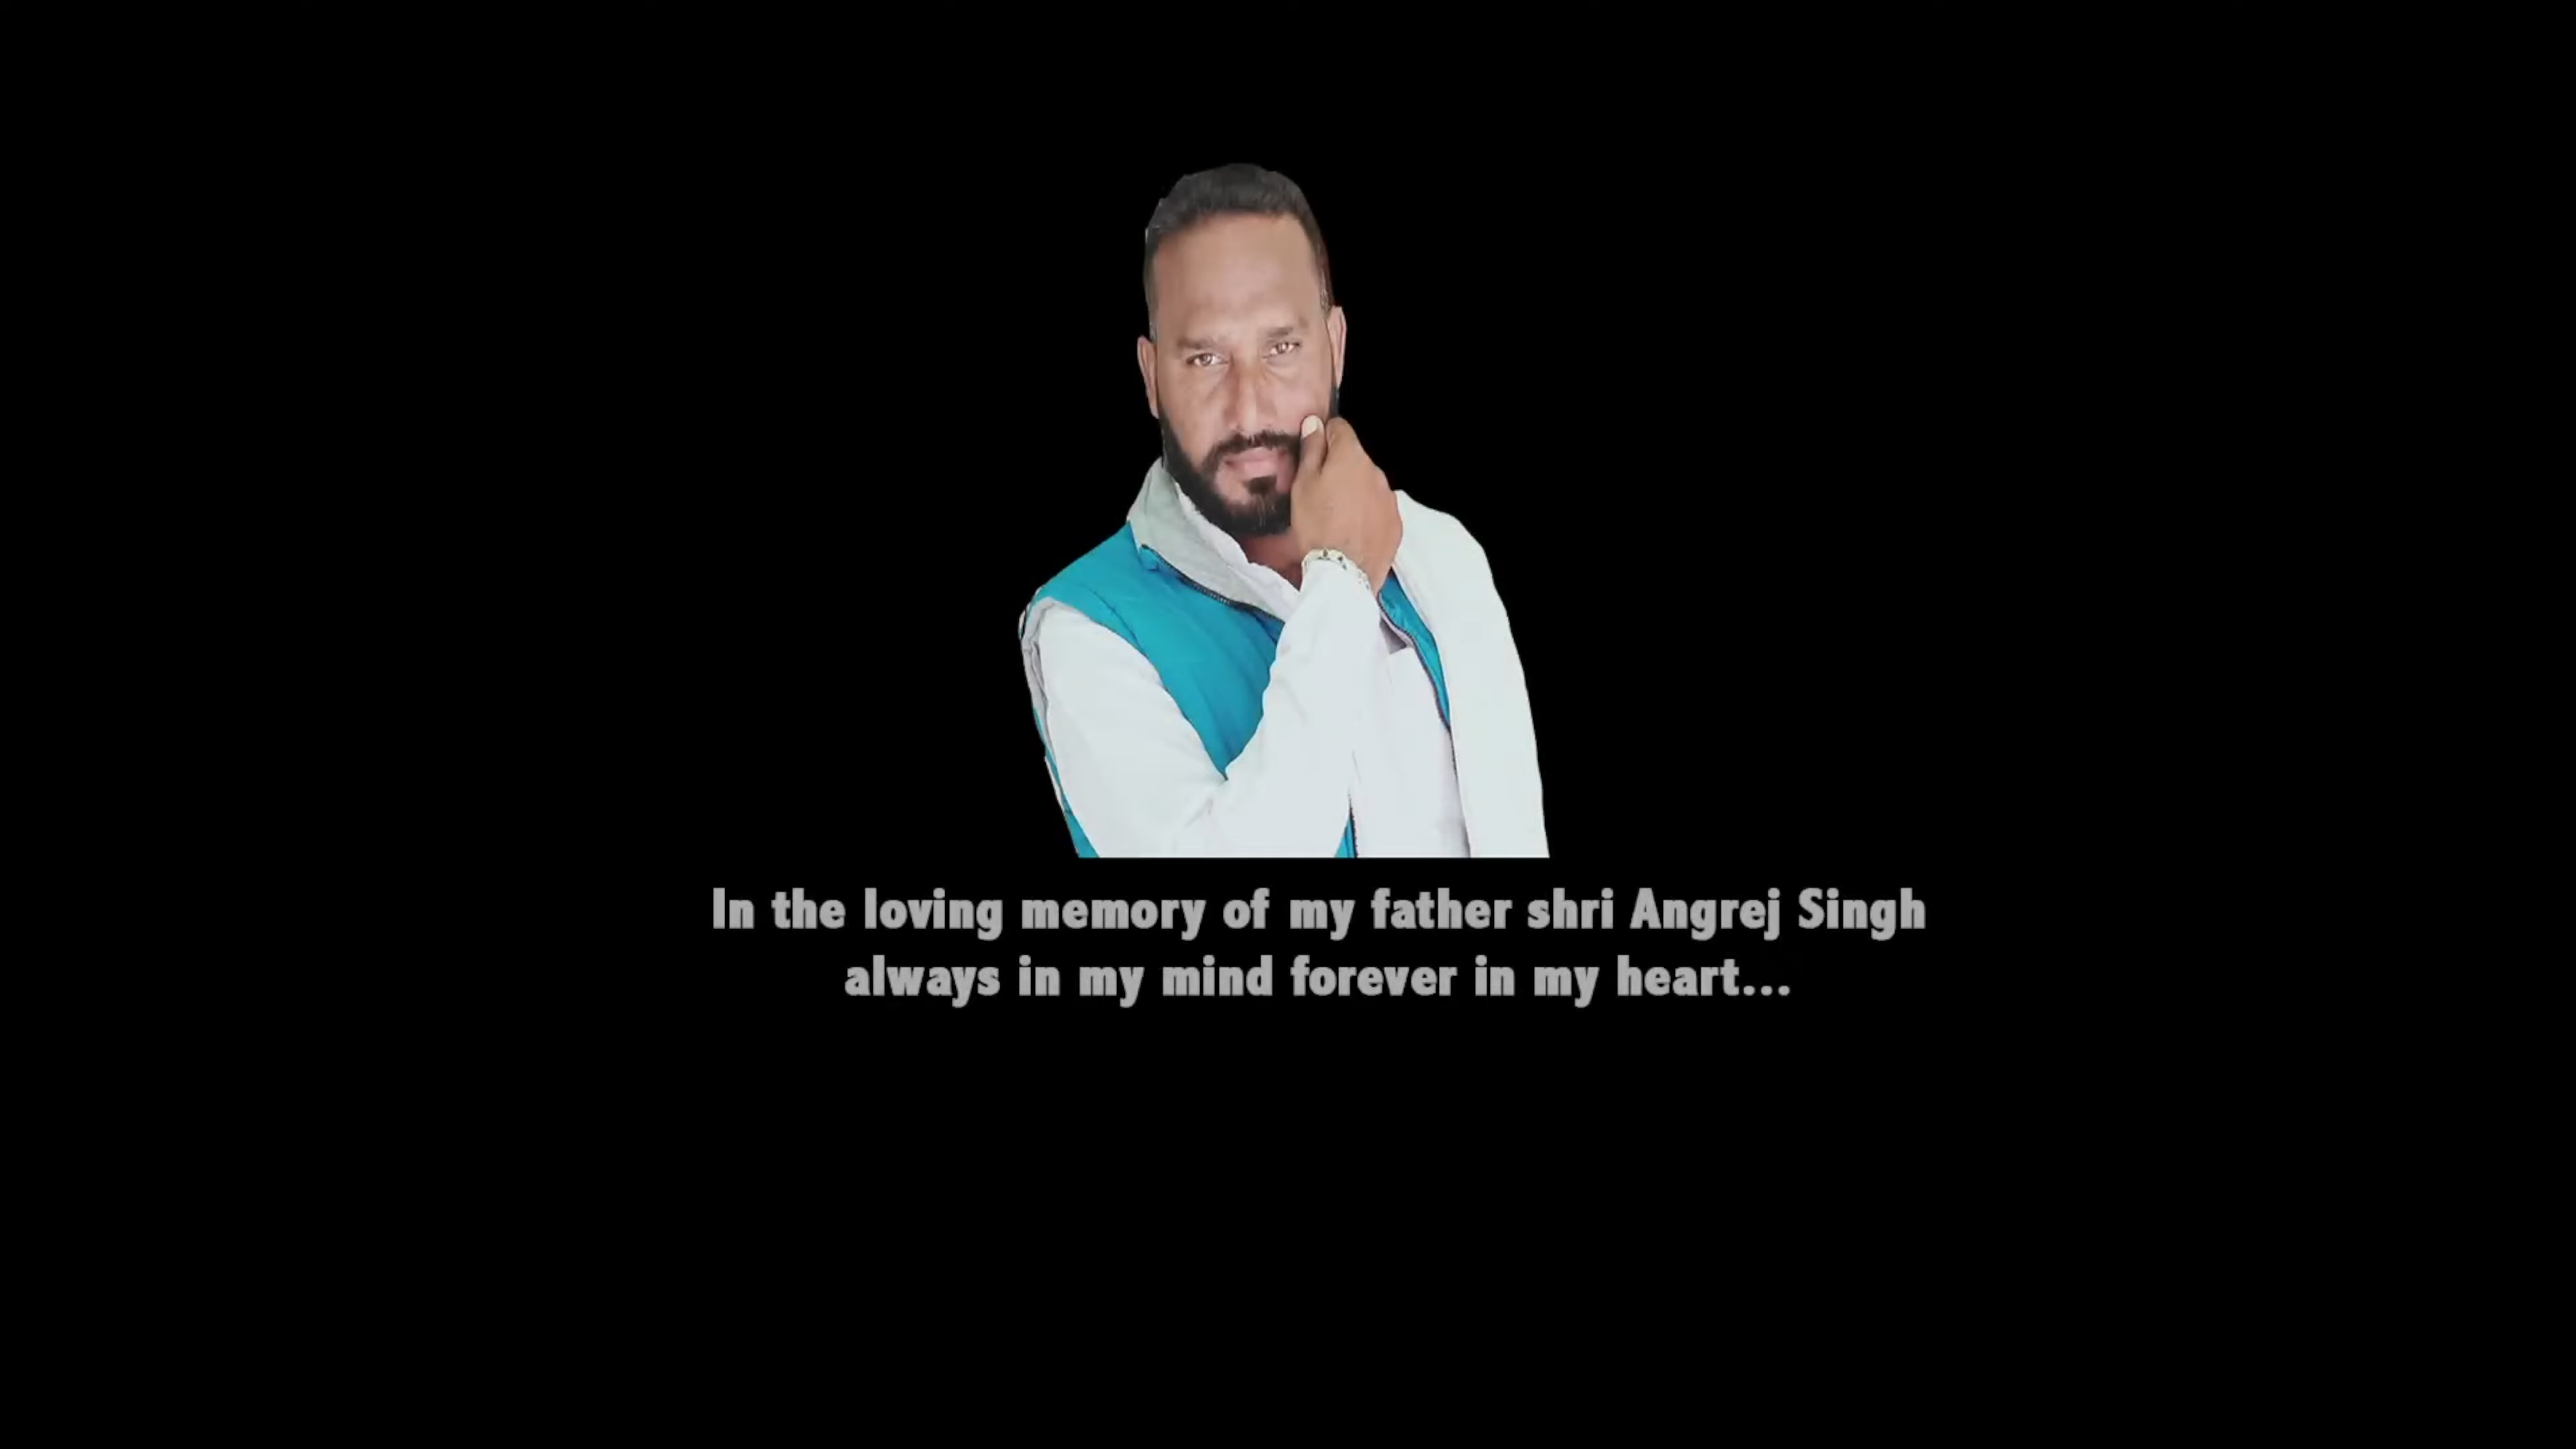 In the loving memory of my father shri Angrej Singh
always in my mind forever in my heart...